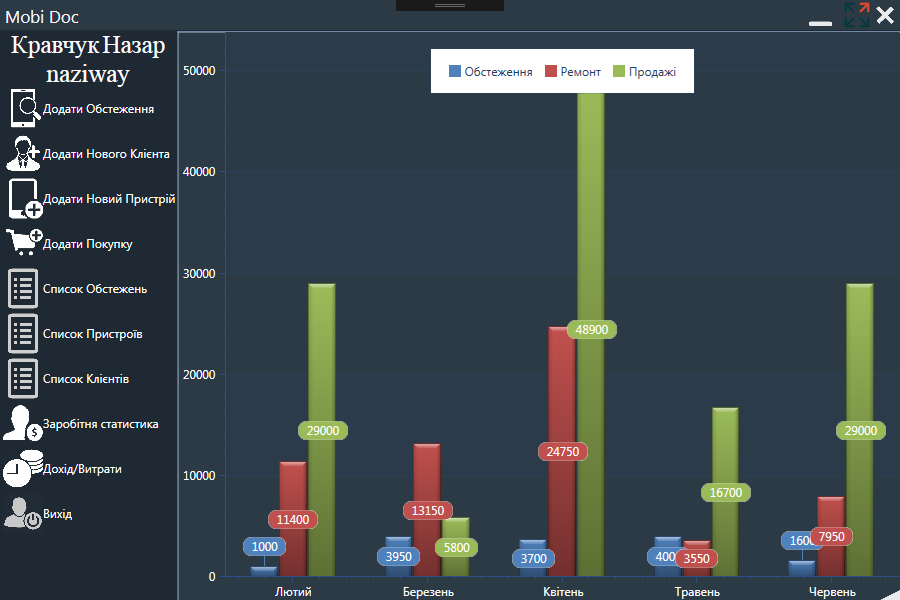 Mobi Doc
Кравчук Назар
naziway
Додати Обстеження
Додати Нового Клієнта
Додати Новий Пристрій
Додати Покупку
Список Обстежень
Список Пристроїв
Список Клієнтів
Заробітня статистика
Дохід/Витрати
Вихід
Обстеження Ремонт Продажі
50000
40000
30000
20000
10000
0
1000
11400
29000
3950
13150
5800
3700
24750
48900
4000
3550
16700
1600
7950
29000
Лютий Березень Квітень Травень Червень